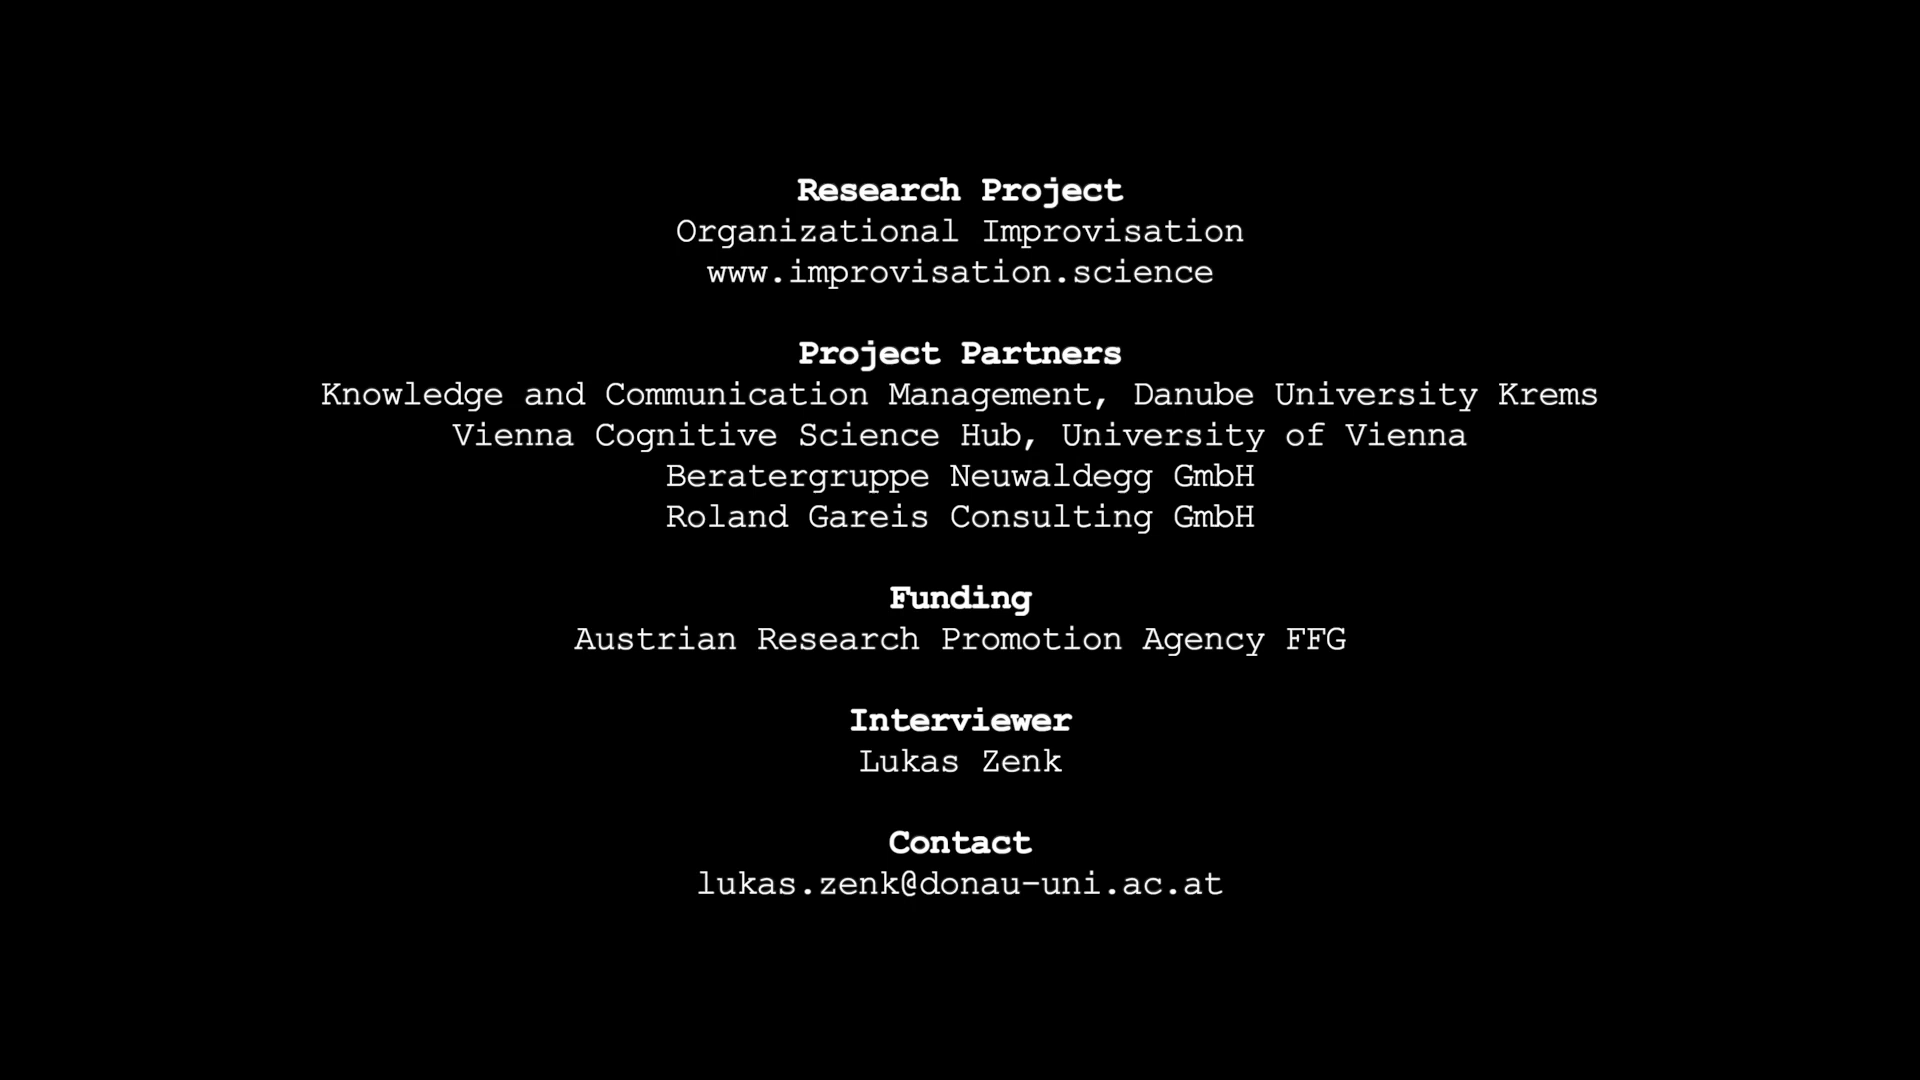 Research Project
Organizational Improvisation
www.improvisation.science
Project Partners
Knowledge and Communication Management, Danube University Krems
Vienna Cognitive Science Hub, University of Vienna
Beratergruppe Neuwaldegg GmbH
Roland Gareis Consulting GmbH
Funding
Austrian Research Promotion Agency FFG
Interviewer
Lukas Zenk
Contact
lukas.zenk@donau-uni.ac.at